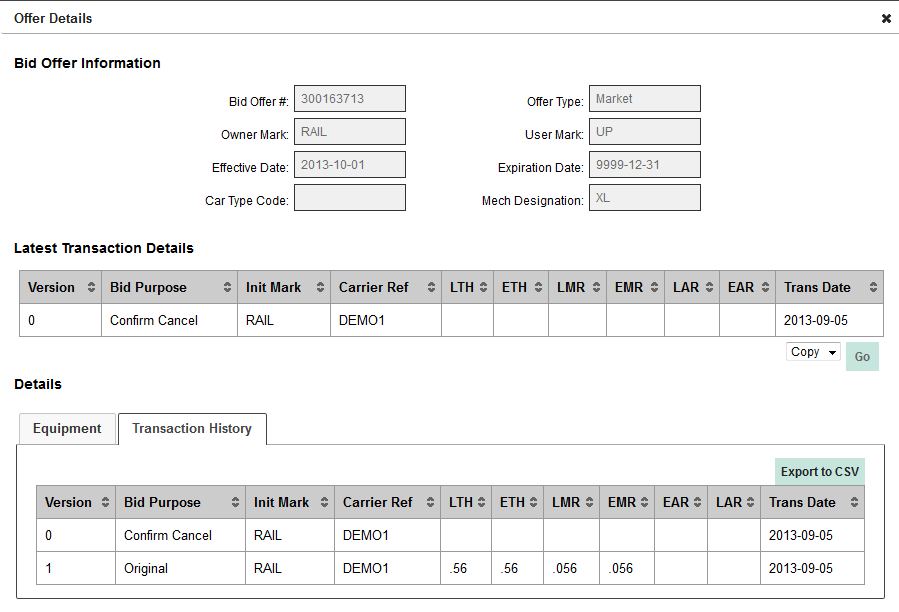 Offer Details
Bid Offer Information
Bid Offer #: 300163713 Offer Type: Market
Owner Mark: RAIL User Mark: UP
Effective Date: 2013-10-01 Expiration Date: 9999-12-31
Car Type Code: Mech Designation: XL
Latest Transaction Details
Version Bid Purpose Init Mark Carrier Ref LTH ETH LMR EMR LAR EAR Trans Date
0 Confirm Cancel RAIL DEMO1 2013-09-05
Copy Go
Details
Equipment Transaction History
Export to CSV
Version Bid Purpose Init Mark Carrier Ref LTH ETH LMR EMR EAR LAR Trans Date
0 Confirm Cancel RAIL DEMO1 2013-09-05
1 Original RAIL DEMO1 .56 .56 .056 .056 2013-09-05